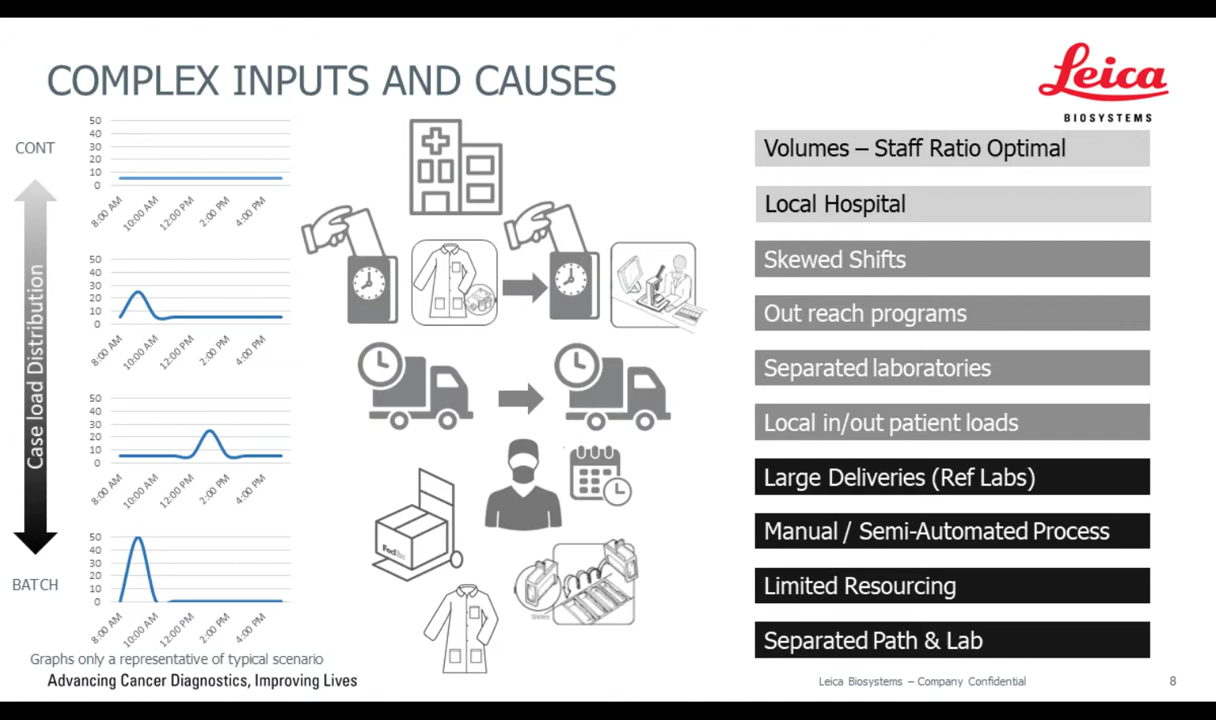 COMPLEX INPUTS AND CAUSES
Leica
BIOSYSTEMS
CONT
Case load Distribution
BATCH
50
40
30
20
10
0
8:00 AM
10:00 AM
12:00 PM
2:00 PM
4:00 PM
50
40
30
20
10
0
8:00 AM
10:00 AM
12:00 PM
2:00 PM
4:00 PM
50
40
30
20
10
0
8:00 AM
10:00 AM
12:00 PM
2:00 PM
4:00 PM
50
40
30
20
10
0
8:00 AM
10:00 AM
12:00 PM
2:00 PM
4:00 PM
FedEx
Slides
Volumes – Staff Ratio Optimal
Local Hospital
Skewed Shifts
Out reach programs
Separated laboratories
Local in/out patient loads
Large Deliveries (Ref Labs)
Manual / Semi-Automated Process
Limited Resourcing
Separated Path & Lab
Graphs only a representative of typical scenario
Advancing Cancer Diagnostics, Improving Lives
Leica Biosystems – Company Confidential
8